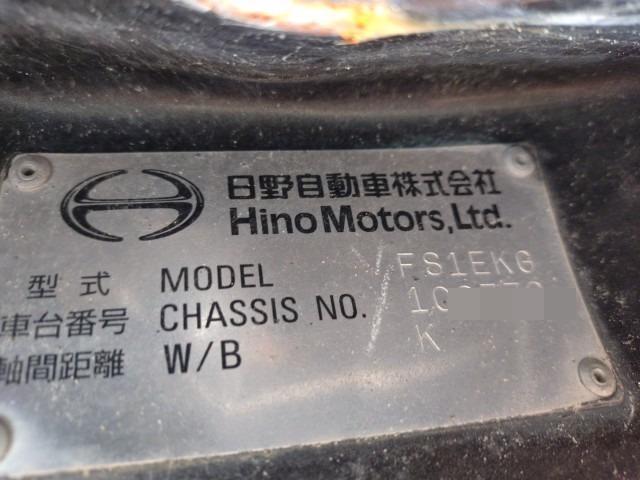 日野自動車株式会社
Hino Motors, Ltd.
型式 MODEL FS1EKG
車台番号 CHASSIS NO.
軸間距離 W/B K